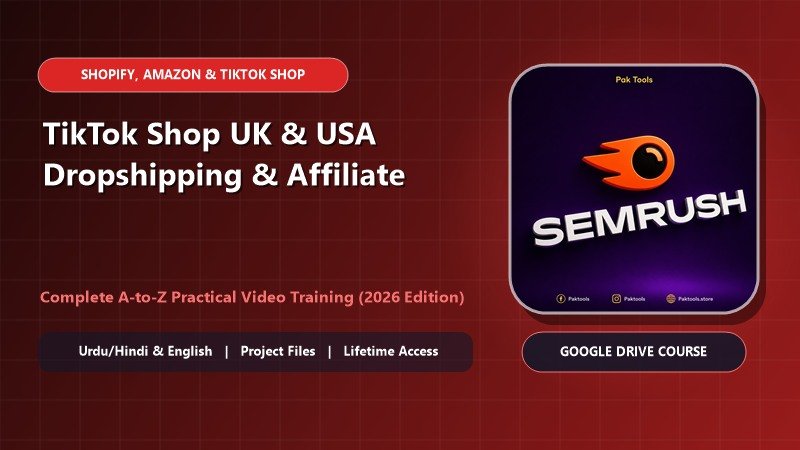 SHOPIFY, AMAZON & TIKTOK SHOP
TikTok Shop UK & USA
Dropshipping & Affiliate
Complete A-to-Z Practical Video Training (2026 Edition)
Urdu/Hindi & English | Project Files | Lifetime Access
Pak Tools
SEMRUSH
Paktools Paktools Paktools.store
GOOGLE DRIVE COURSE